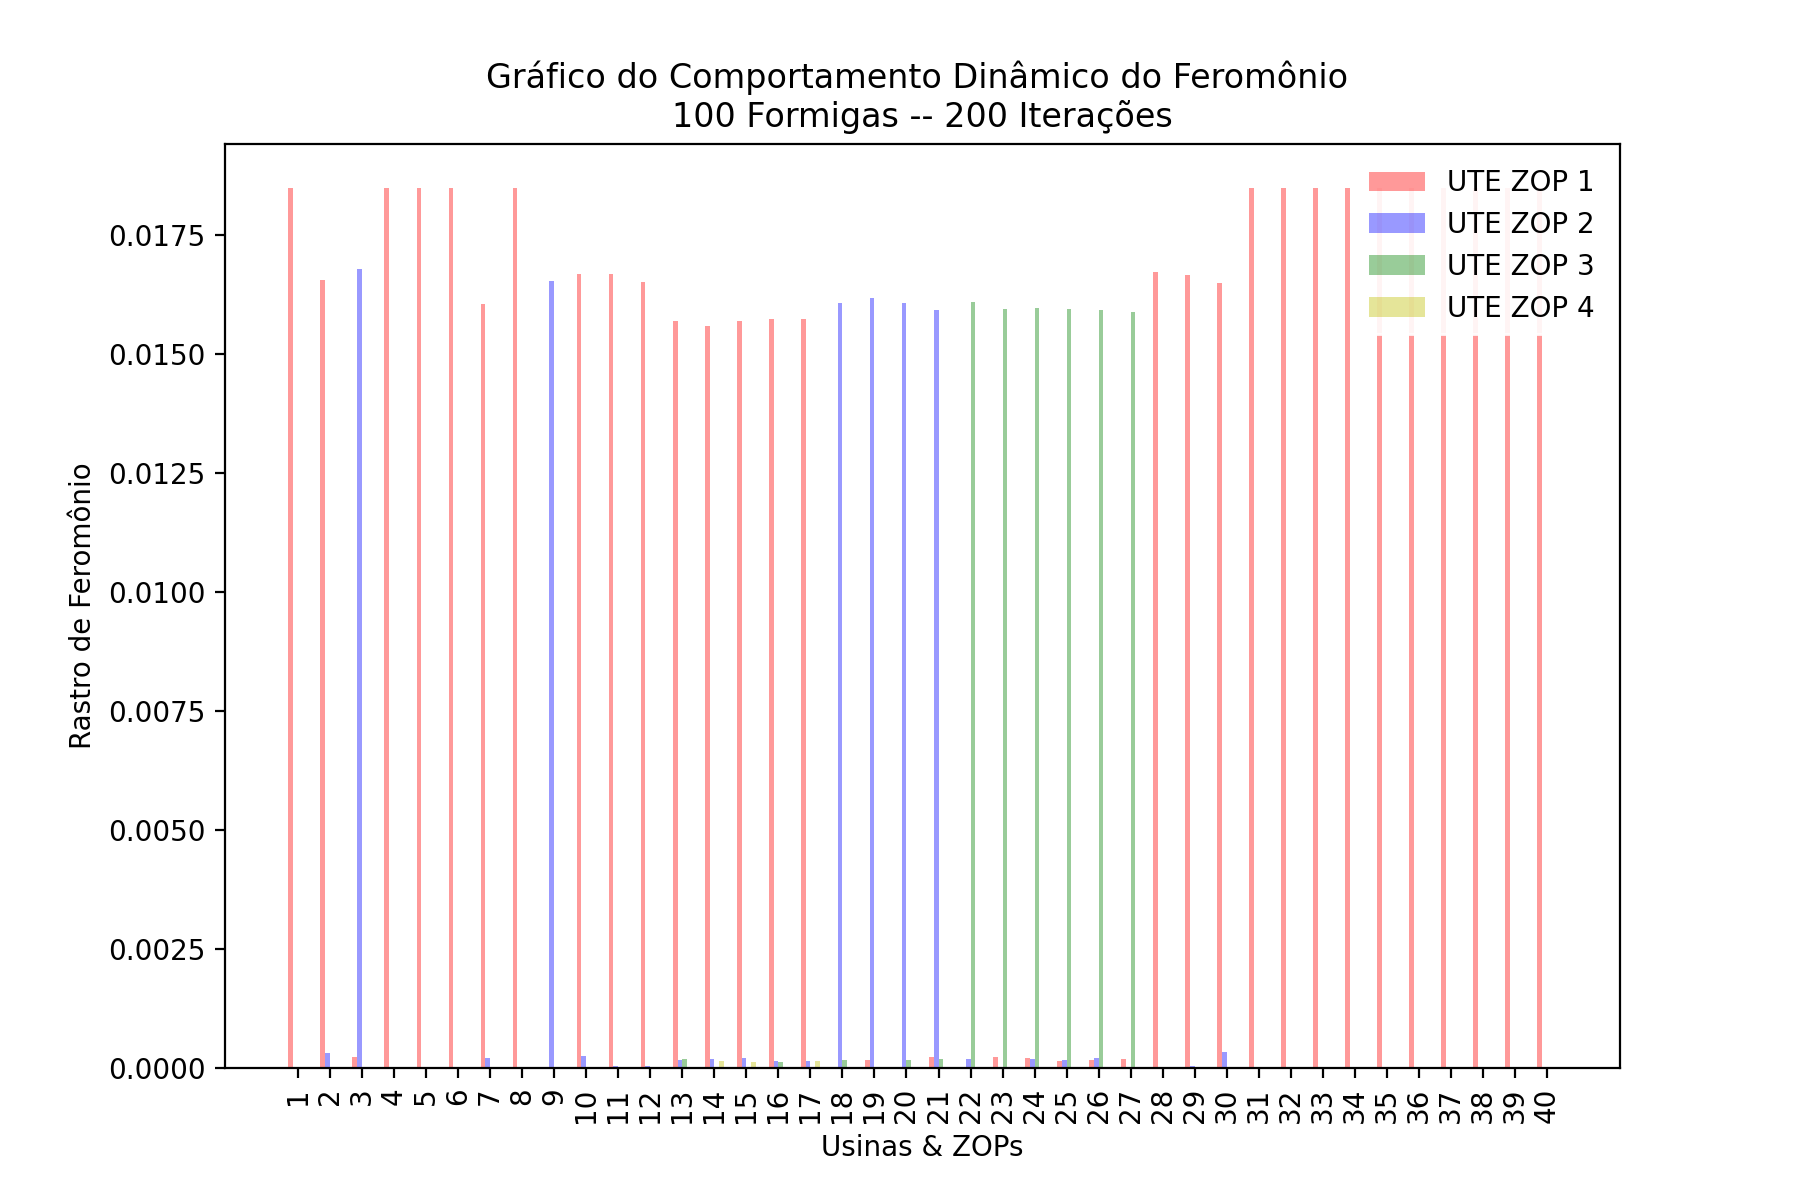 Gráfico do Comportamento Dinâmico do Feromônio
100 Formigas -- 200 Iterações
UTE ZOP 1
UTE ZOP 2
UTE ZOP 3
UTE ZOP 4
Rastro de Feromônio
0.0175
0.0150
0.0125
0.0100
0.0075
0.0050
0.0025
0.0000
1 2 3 4 5 6 7 8 9 10 11 12 13 14 15 16 17 18 19 20 21 22 23 24 25 26 27 28 29 30 31 32 33 34 35 36 37 38 39 40
Usinas & ZOPs